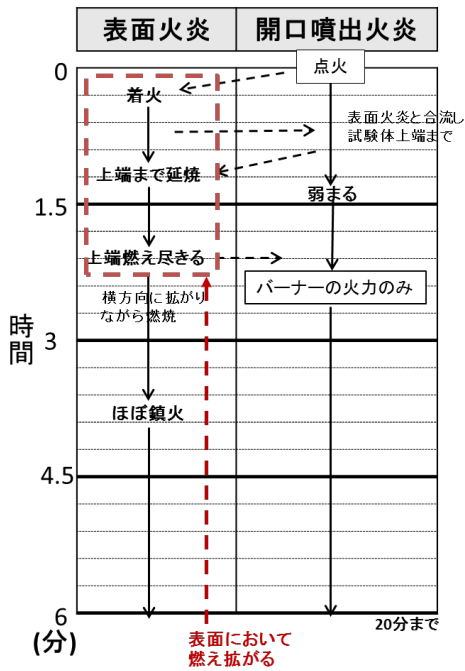 表面火炎
開口噴出火炎
0
点火
着火
表面火炎と合流し
試験体上端まで
上端まで延焼
弱まる
1.5
上端燃え尽きる
バーナーの火力のみ
横方向に拡がり
ながら燃焼
時間
3
ほぼ鎮火
4.5
6
(分)
20分まで
表面において
燃え拡がる